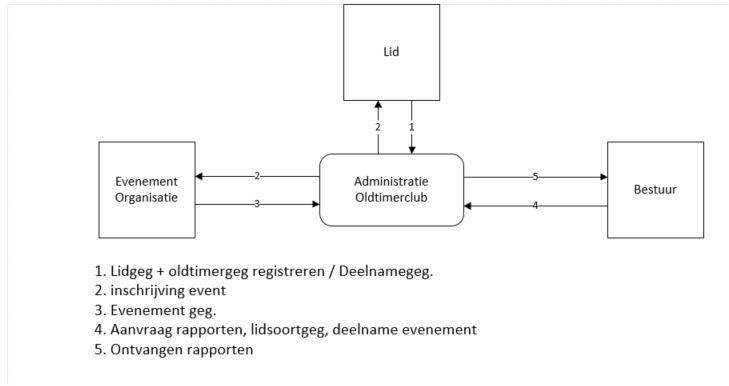 Lid
2
1
Evenement
Organisatie
2
3
Administratie
Oldtimerclub
5
4
Bestuur
1. Lidgeg + oldtimergeg registreren / Deelnamegeg.
2. inschrijving event
3. Evenement geg.
4. Aanvraag rapporten, lidsoortgeg, deelname evenement
5. Ontvangen rapporten